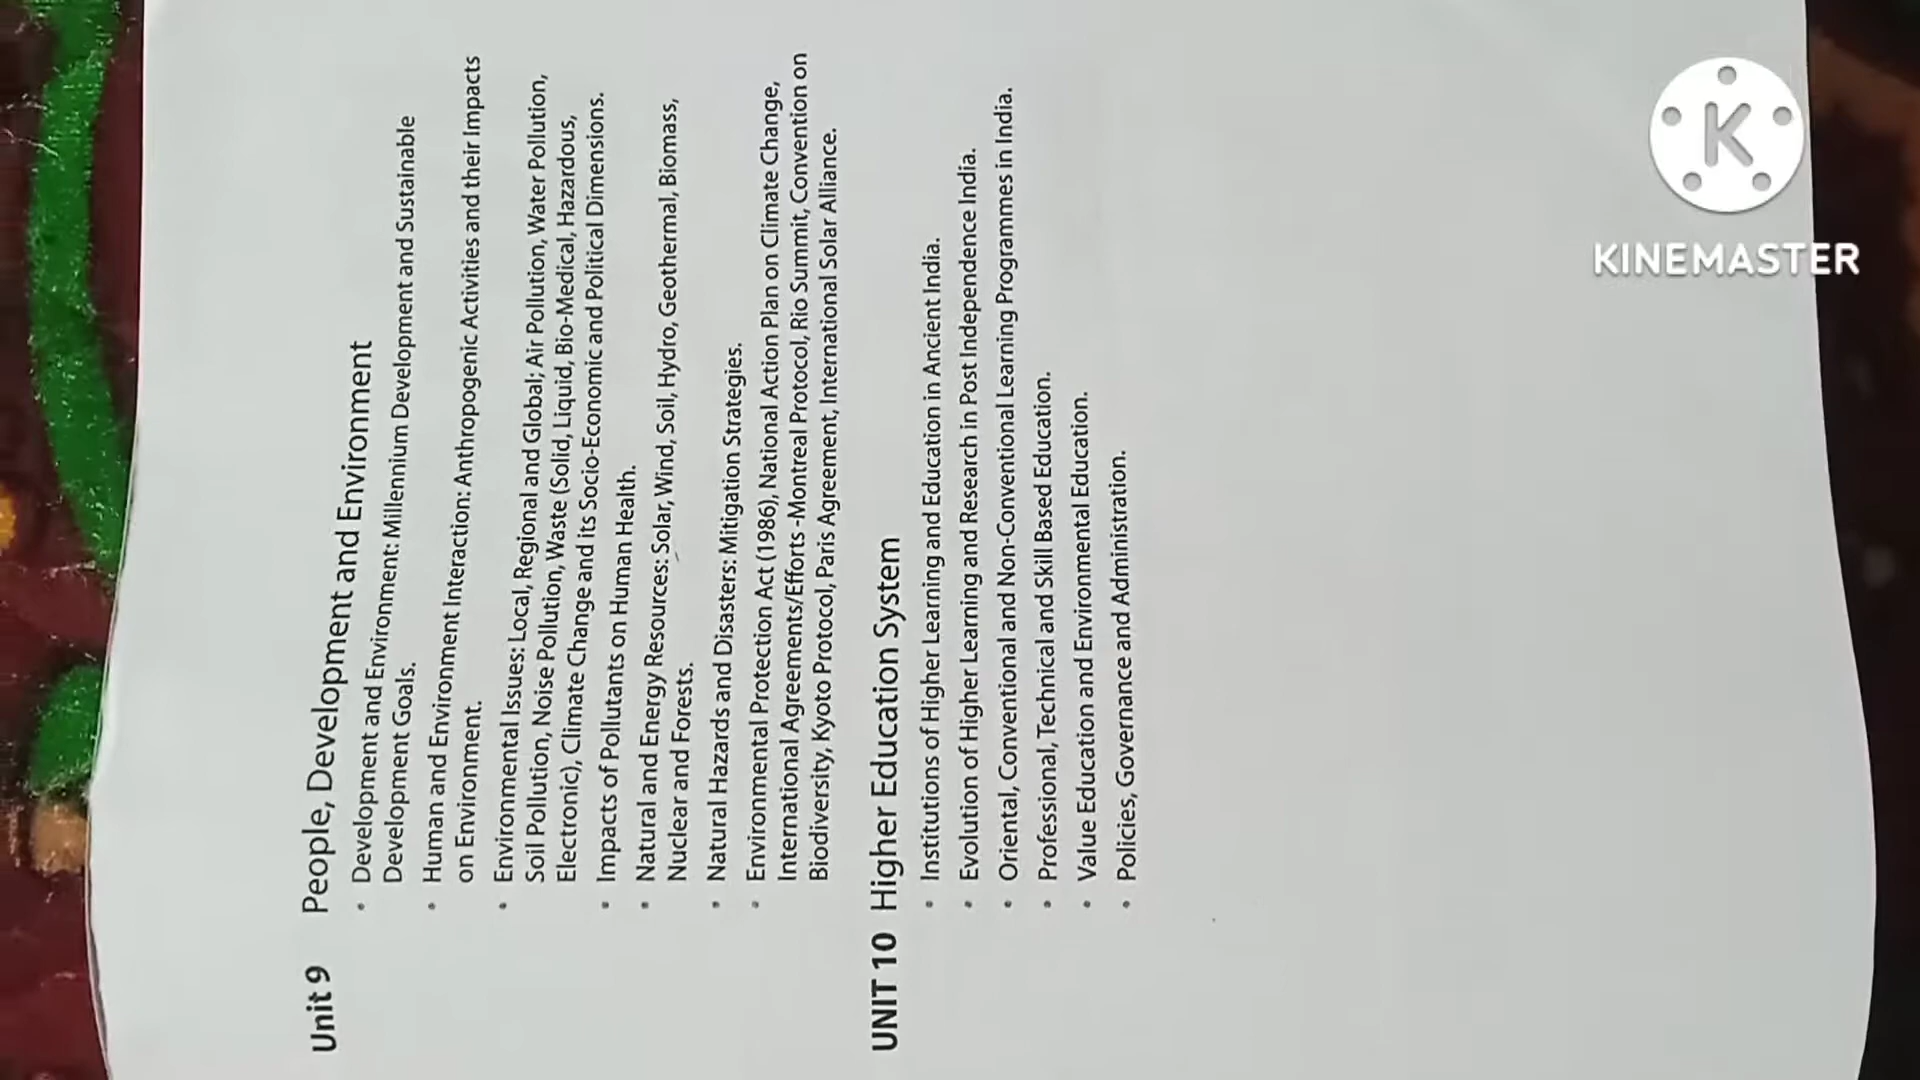 Unit 9 People, Development and Environment
• Development and Environment: Millennium Development and Sustainable
Development Goals.
• Human and Environment Interaction: Anthropogenic Activities and their Impacts
on Environment.
• Environmental Issues: Local, Regional and Global; Air Pollution, Water Pollution,
Soil Pollution, Noise Pollution, Waste (Solid, Liquid, Bio-Medical, Hazardous,
Electronic), Climate Change and its Socio-Economic and Political Dimensions.
• Impacts of Pollutants on Human Health.
• Natural and Energy Resources: Solar, Wind, Soil, Hydro, Geothermal, Biomass,
Nuclear and Forests.
• Natural Hazards and Disasters: Mitigation Strategies.
• Environmental Protection Act (1986), National Action Plan on Climate Change,
International Agreements/Efforts -Montreal Protocol, Rio Summit, Convention on
Biodiversity, Kyoto Protocol, Paris Agreement, International Solar Alliance.
UNIT 10 Higher Education System
• Institutions of Higher Learning and Education in Ancient India.
• Evolution of Higher Learning and Research in Post Independence India.
• Oriental, Conventional and Non-Conventional Learning Programmes in India.
• Professional, Technical and Skill Based Education.
• Value Education and Environmental Education.
• Policies, Governance and Administration.
K
KINEMASTER